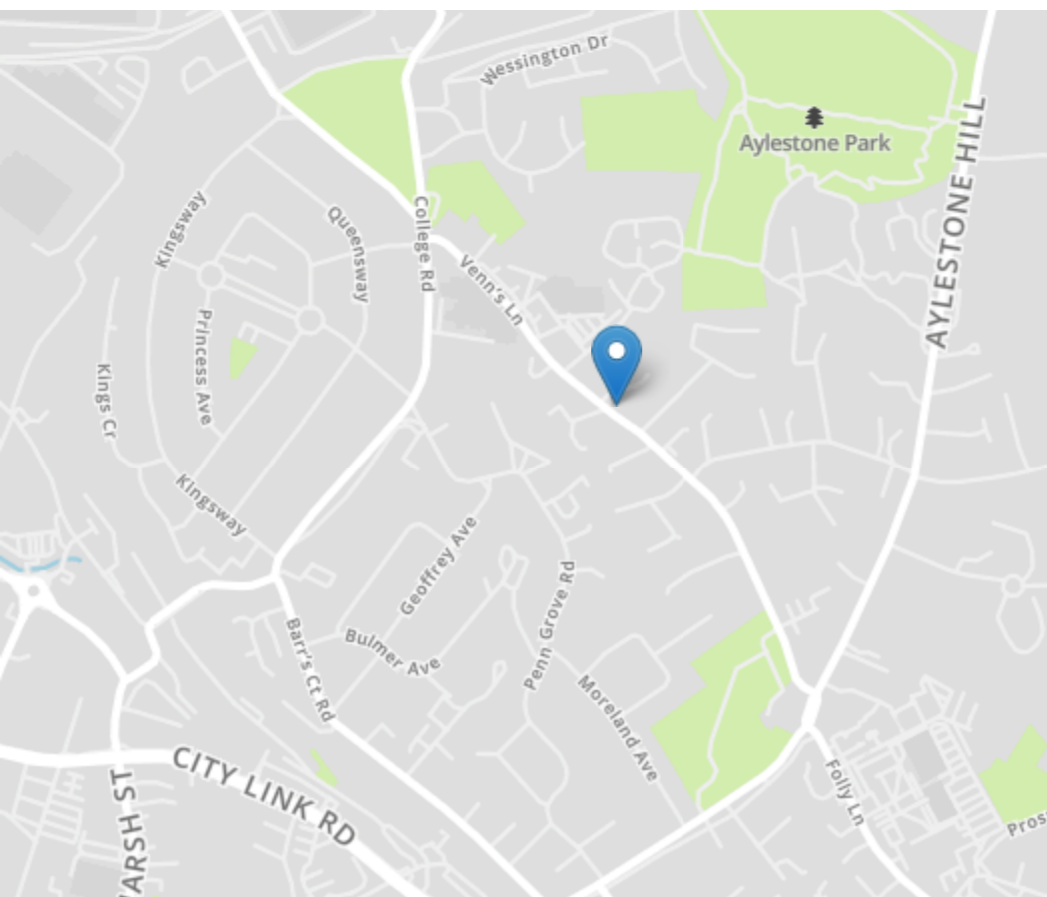 Wessington Dr
Aylestone Park
AYLESTONE HILL
Kingsway
Queensway
College Rd
Venn's Ln
Princess Ave
Kings Cr
Kingsway
Geoffrey Ave
Penn Grove Rd
Bulmer Ave
Barr's Ct Rd
Moreland Ave
CITY LINK RD
Folly Ln
ARSH ST
Pros